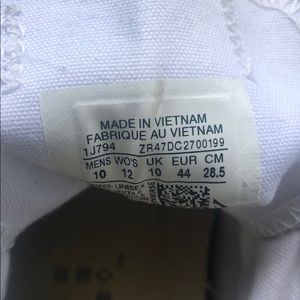 MADE IN VIETNAM
FABRIQUE AU VIETNAM
1J794 ZR47DC2700199
MENS WO'S UK EUR CM
10 12 10 44 28.5
UNISEX